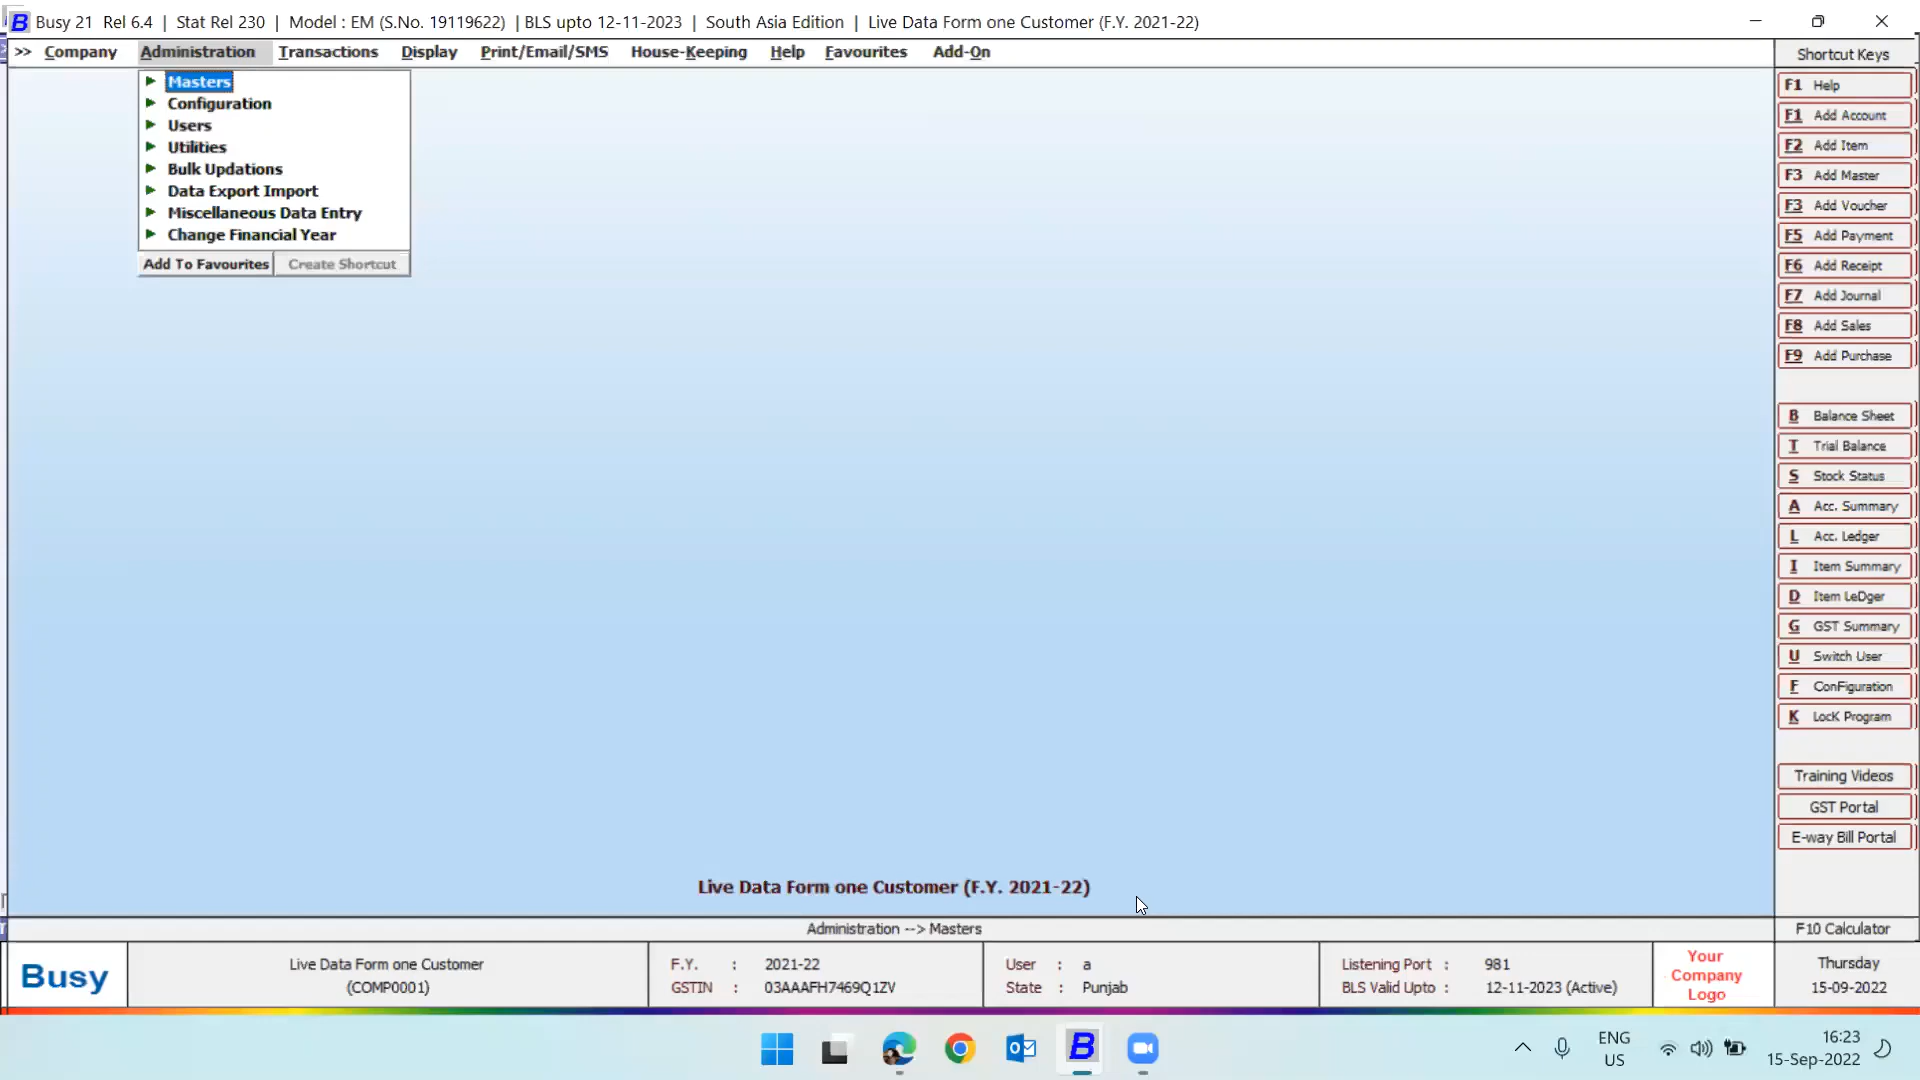 B Busy 21 Rel 6.4 | Stat Rel 230 | Model : EM (S.No. 19119622) | BLS upto 12-11-2023 | South Asia Edition | Live Data Form one Customer (F.Y. 2021-22)
>> Company Administration Transactions Display Print/Email/SMS House-Keeping Help Favourites Add-On
Masters
Configuration
Users
Utilities
Bulk Updations
Data Export Import
Miscellaneous Data Entry
Change Financial Year
Add To Favourites Create Shortcut
Shortcut Keys
F1 Help
F1 Add Account
F2 Add Item
F3 Add Master
F3 Add Voucher
F5 Add Payment
F6 Add Receipt
F7 Add Journal
F8 Add Sales
F9 Add Purchase
B Balance Sheet
T Trial Balance
S Stock Status
A Acc. Summary
L Acc. Ledger
I Item Summary
D Item LeDger
G GST Summary
U Switch User
F ConFiguration
K LocK Program
Training Videos
GST Portal
E-way Bill Portal
Live Data Form one Customer (F.Y. 2021-22)
Administration --> Masters
F10 Calculator
Busy
Live Data Form one Customer
(COMP0001)
F.Y. : 2021-22
GSTIN : 03AAAFH7469Q1ZV
User : a
State : Punjab
Listening Port : 981
BLS Valid Upto : 12-11-2023 (Active)
Your
Company
Logo
Thursday
15-09-2022
B
ENG
US
16:23
15-Sep-2022